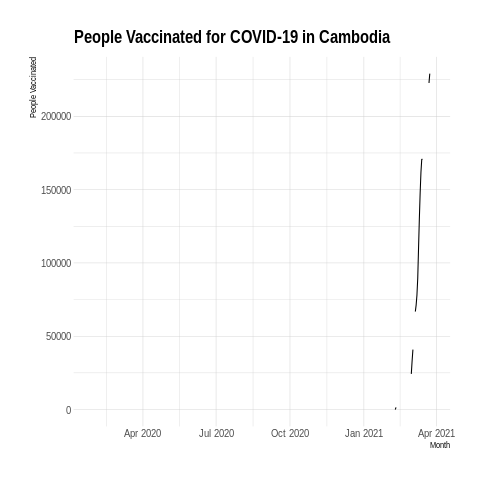 People Vaccinated for COVID-19 in Cambodia
People Vaccinated
200000
150000
100000
50000
0
Apr 2020 Jul 2020 Oct 2020 Jan 2021 Apr 2021
Month